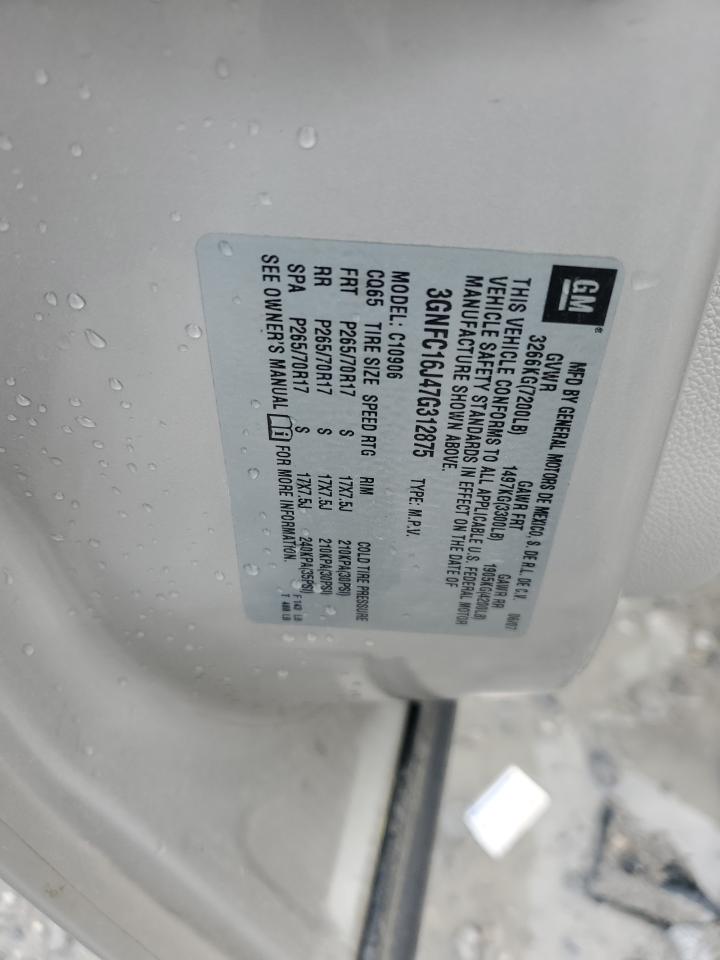 GM
MFD BY GENERAL MOTORS DE MEXICO, S. DE R.L. DE C.V. 06/07
GVWR GAWR FRT GAWR RR
3266KG(7200LB) 1497KG(3300LB) 1905KG(4200LB)
THIS VEHICLE CONFORMS TO ALL APPLICABLE U.S. FEDERAL MOTOR
VEHICLE SAFETY STANDARDS IN EFFECT ON THE DATE OF
MANUFACTURE SHOWN ABOVE.
3GNFC16J47G312875 TYPE: M.P.V.
MODEL: C10906
CQ65 TIRE SIZE SPEED RTG RIM COLD TIRE PRESSURE
FRT P265/70R17 S 17X7.5J 210KPA(30PSI)
RR P265/70R17 S 17X7.5J 210KPA(30PSI)
SPA P265/70R17 S 17X7.5J 240KPA(35PSI)
SEE OWNER'S MANUAL FOR MORE INFORMATION.